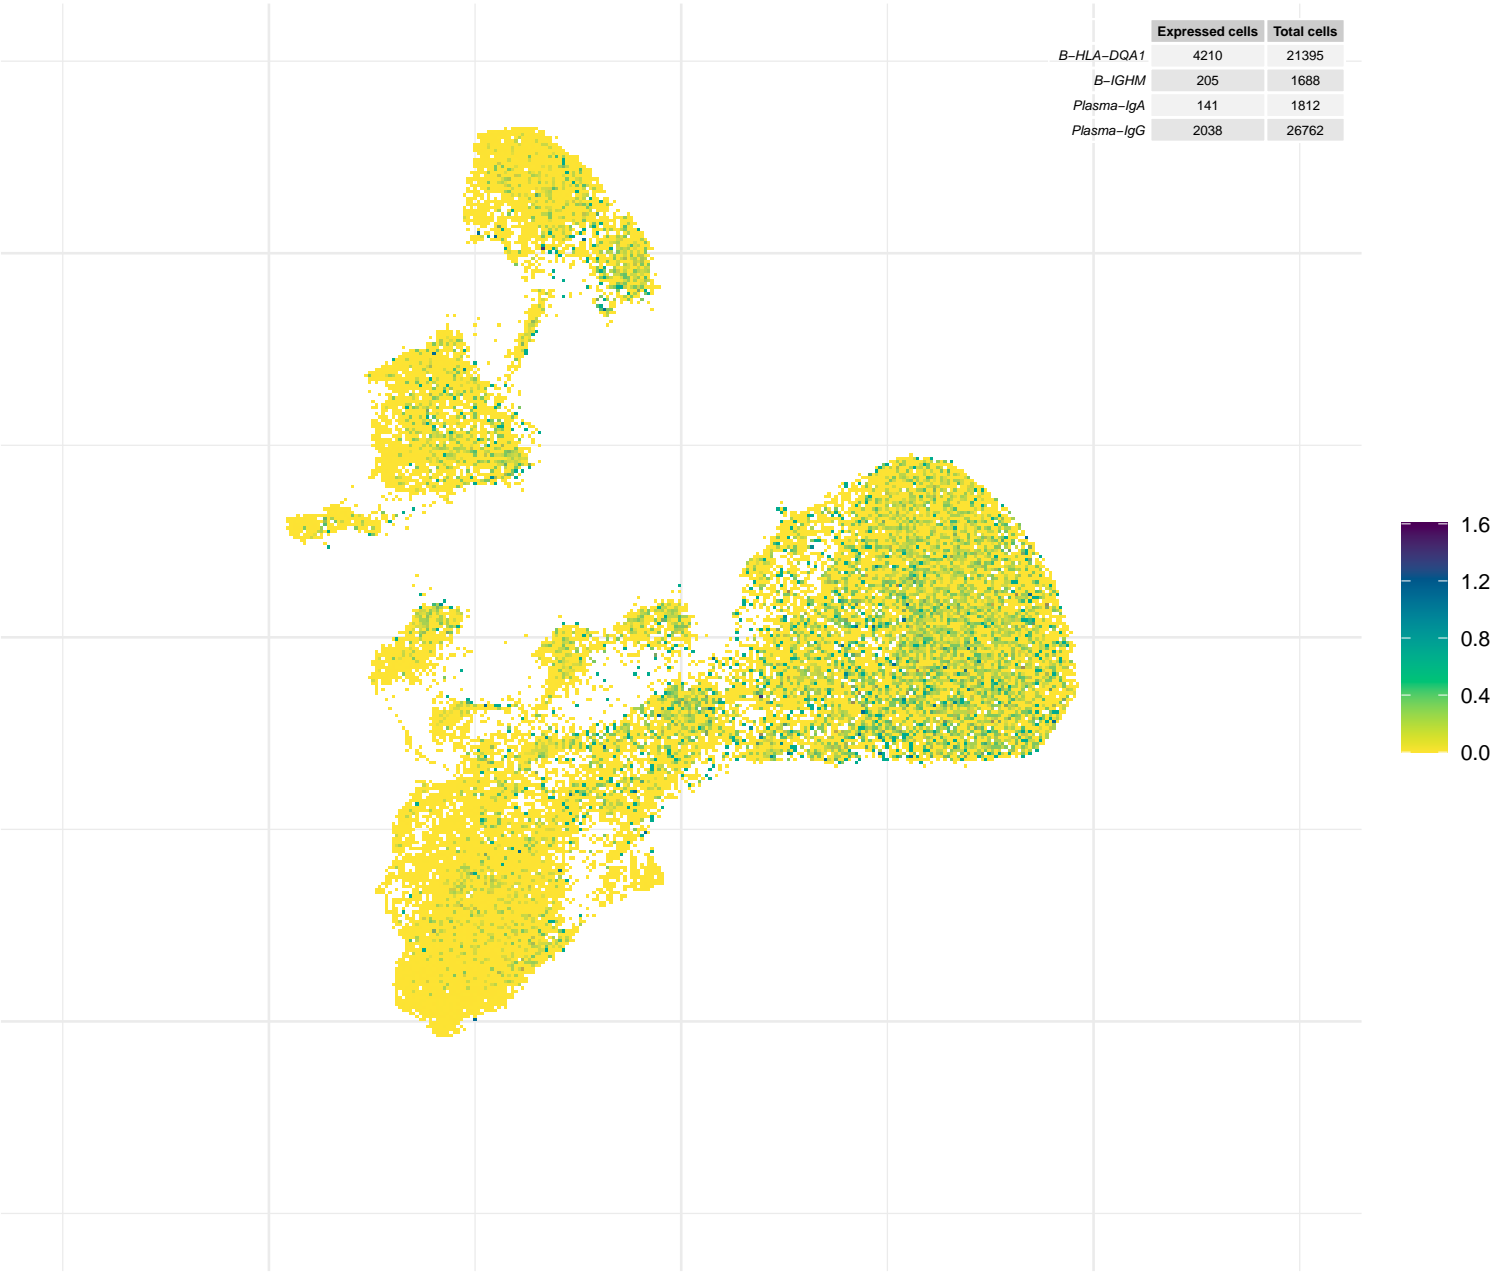 Expressed cells Total cells
B−HLA−DQA1 4210 21395
B−IGHM 205 1688
Plasma−IgA 141 1812
Plasma−IgG 2038 26762
1.6
1.2
0.8
0.4
0.0